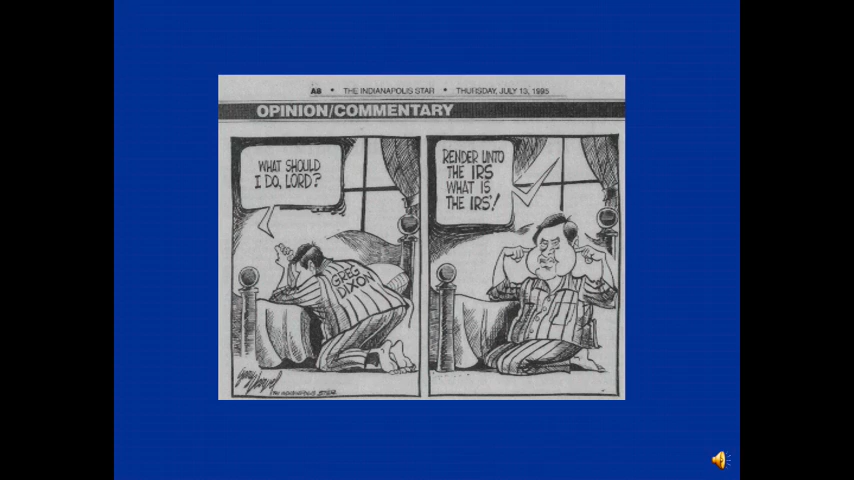 A8 • THE INDIANAPOLIS STAR • THURSDAY, JULY 13, 1995
OPINION/COMMENTARY
WHAT SHOULD
I DO, LORD?
GREG
DIXON
RENDER UNTO
THE IRS
WHAT IS
THE IRS'!